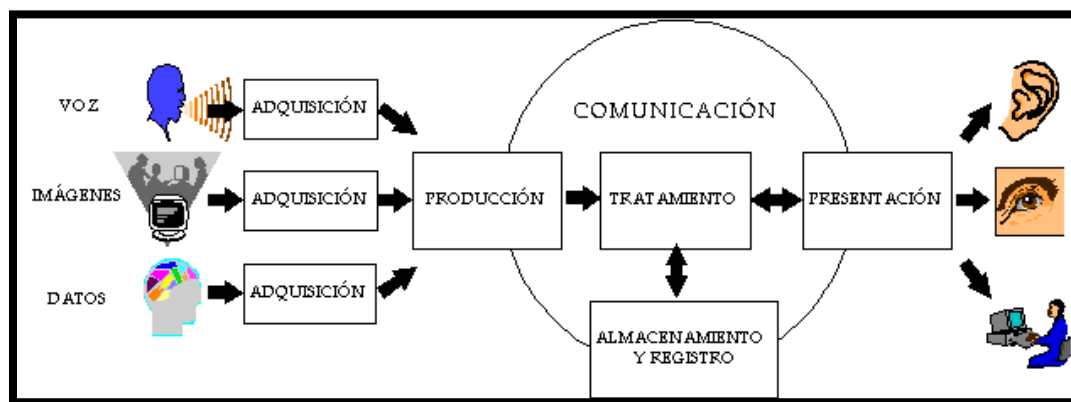 VOZ
ADQUISICIÓN
COMUNICACIÓN
IMÁGENES
ADQUISICIÓN
PRODUCCIÓN
TRATAMIENTO
PRESENTACIÓN
DATOS
ADQUISICIÓN
ALMACENAMIENTO
Y REGISTRO